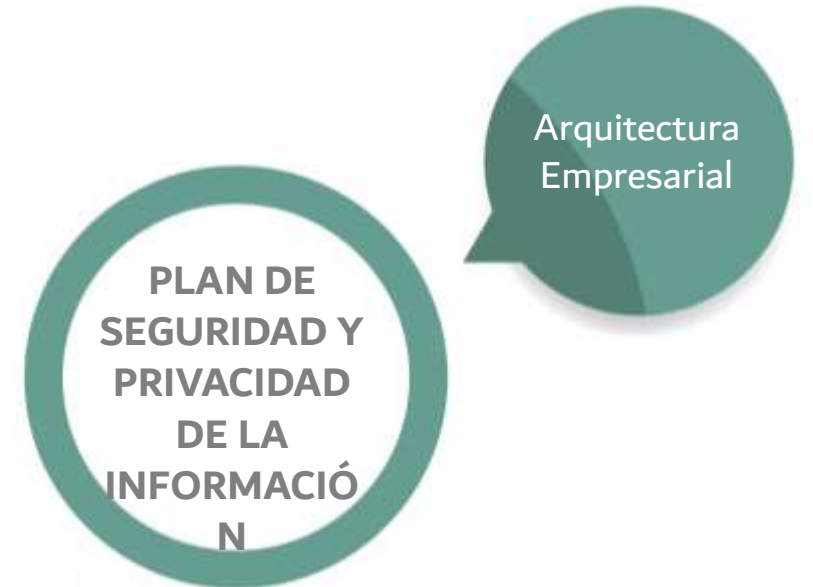 Arquitectura
Empresarial
PLAN DE
SEGURIDAD Y
PRIVACIDAD
DE LA
INFORMACIÓ
N